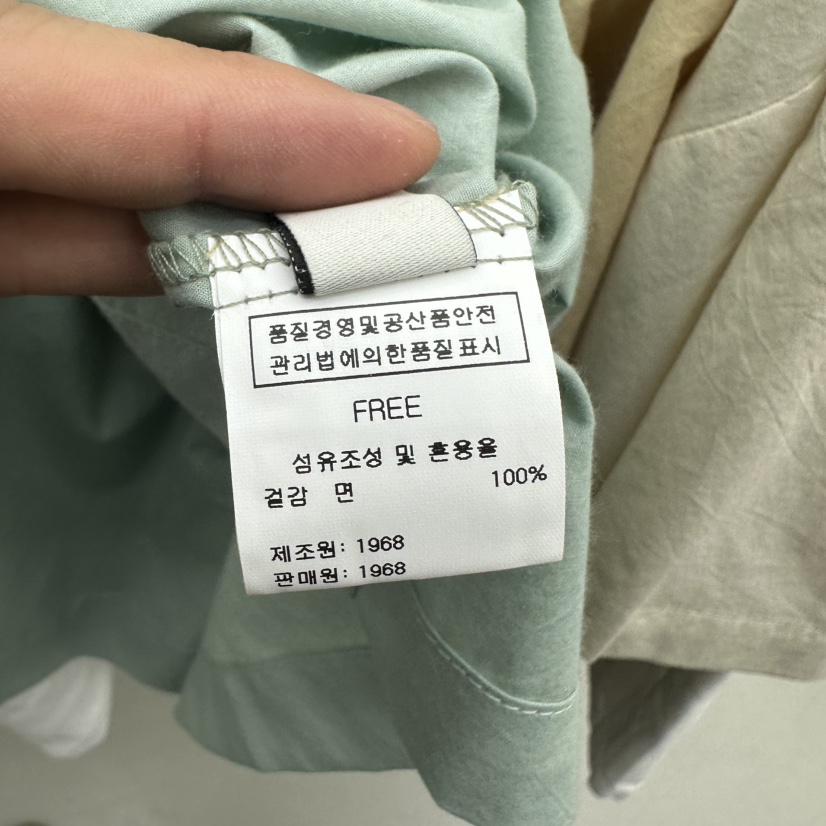 품질경영및공산품안전
관리법에의한품질표시
FREE
섬유조성 및 혼용율
겉감 면 100%
제조원: 1968
판매원: 1968